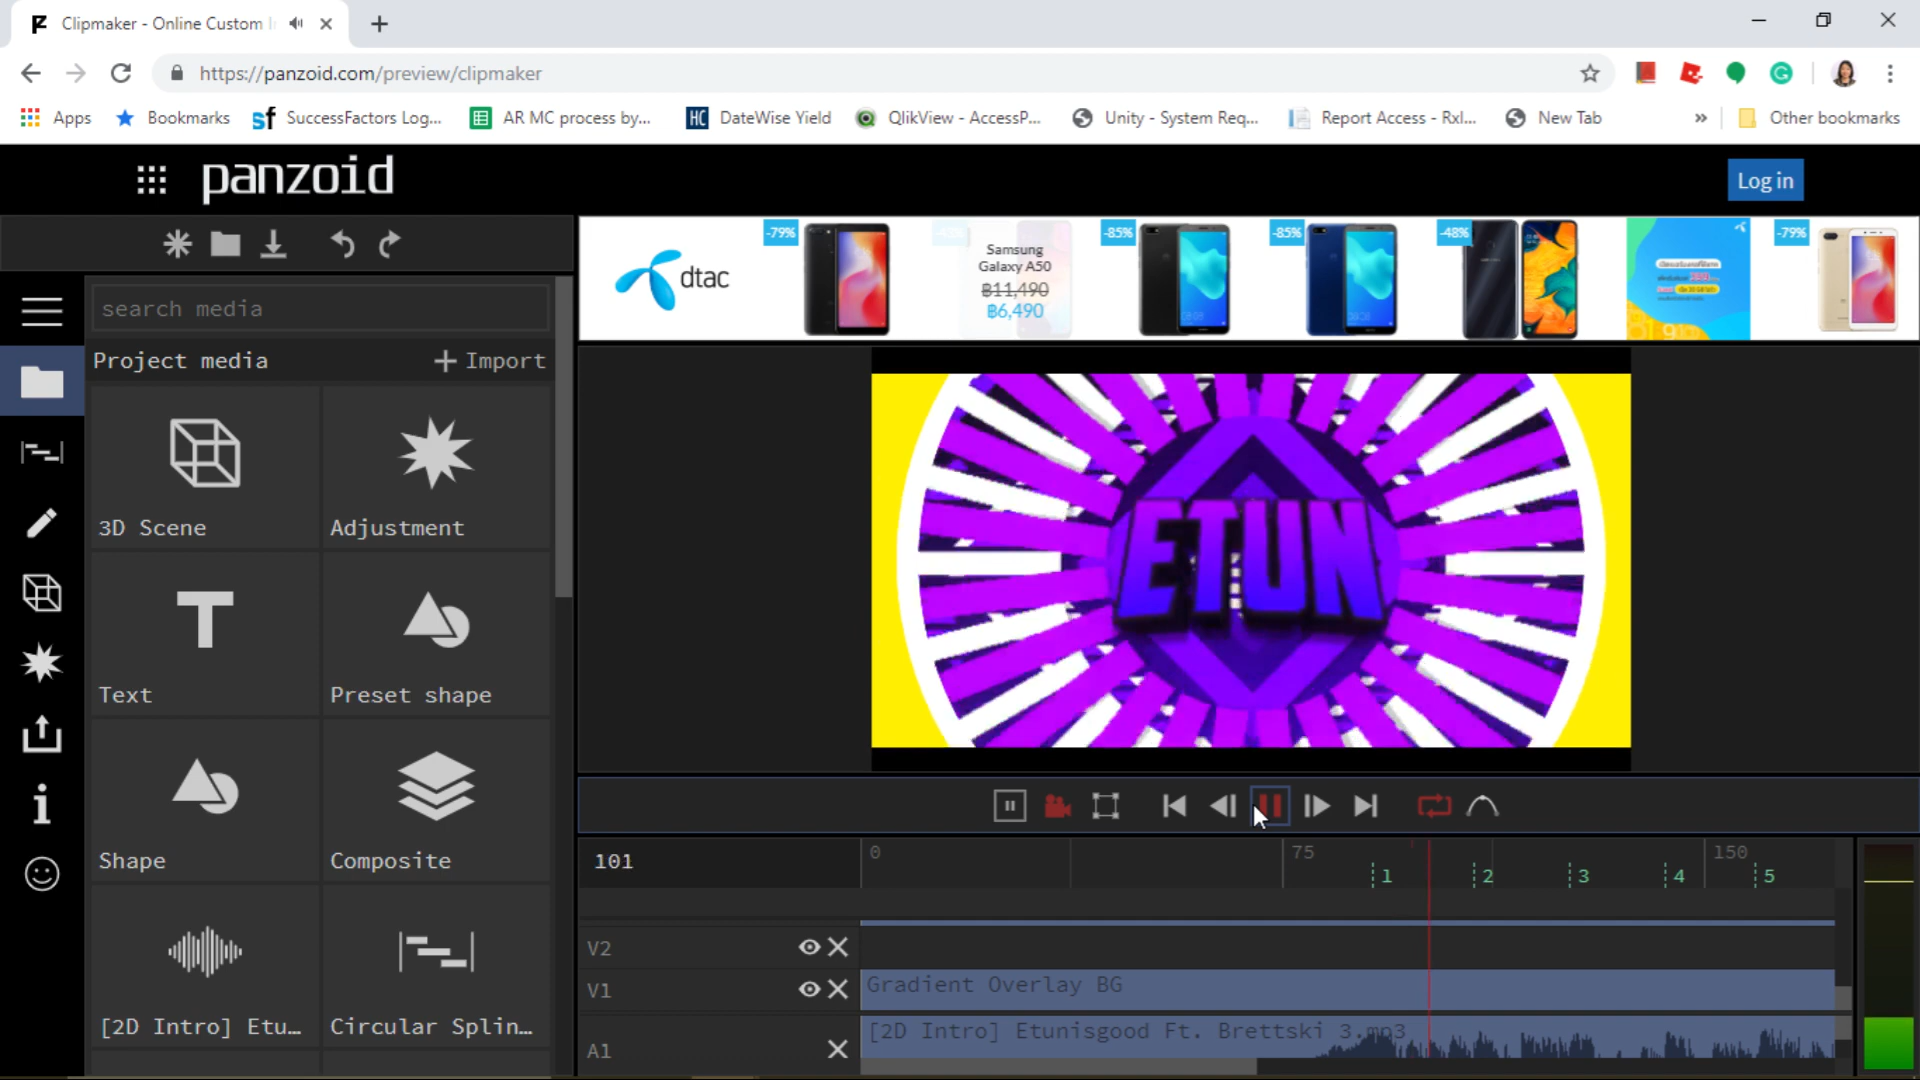 Clipmaker - Online Custom
https://panzoid.com/preview/clipmaker
Apps
Bookmarks
SuccessFactors Log...
AR MC process by...
HC
DateWise Yield
QlikView - AccessP...
Unity - System Req...
Report Access - Rxl...
New Tab
»
Other bookmarks
panzoid
Log in
dtac
-79%
Samsung
Galaxy A50
฿11,490
฿6,490
-85%
-85%
-48%
-79%
search media
Project media
+ Import
3D Scene
Adjustment
Text
Preset shape
Shape
Composite
[2D Intro] Etu...
Circular Splin...
ETUN
101
0
75
150
1
2
3
4
5
V2
V1
Gradient Overlay BG
A1
[2D Intro] Etunisgood Ft. Brettski 3.mp3